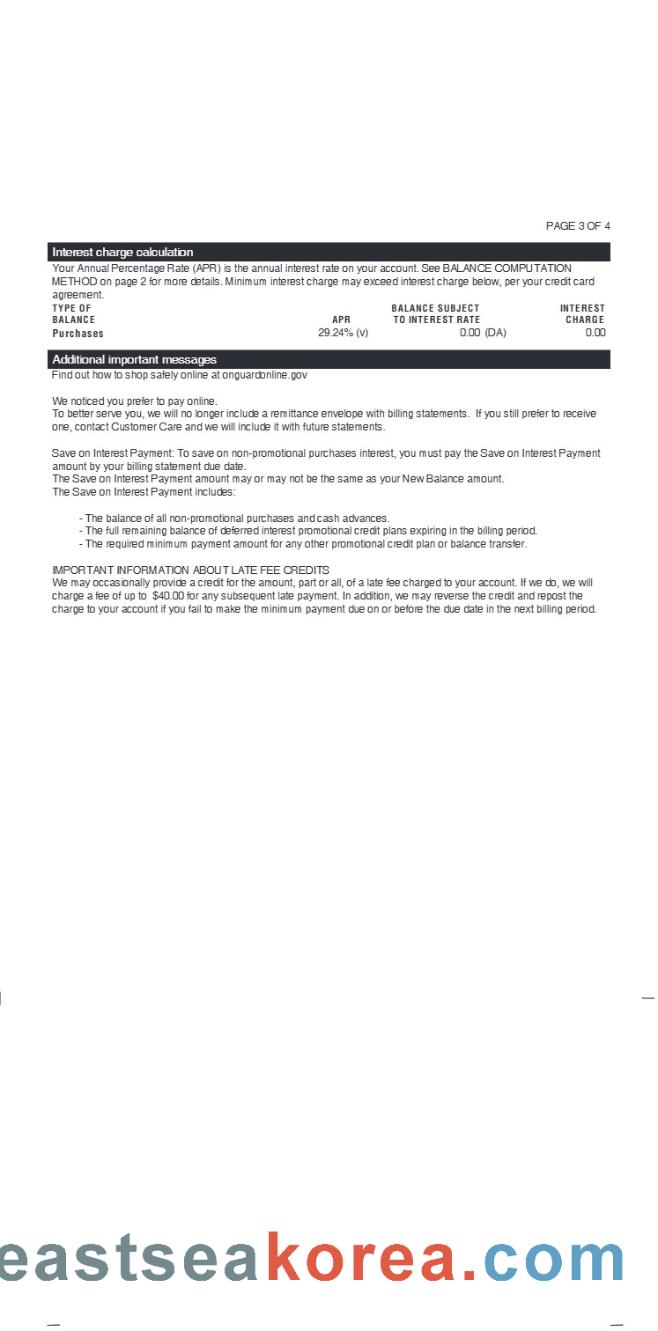 PAGE 3 OF 4
Interest charge calculation
Your Annual Percentage Rate (APR) is the annual interest rate on your account. See BALANCE COMPUTATION
METHOD on page 2 for more details. Minimum interest charge may exceed interest charge below, per your credit card
agreement.
TYPE OF BALANCE SUBJECT INTEREST
BALANCE APR TO INTEREST RATE CHARGE
Purchases 29.24% (v) 0.00 (DA) 0.00
Additional important messages
Find out how to shop safely online at onguardonline.gov
We noticed you prefer to pay online.
To better serve you, we will no longer include a remittance envelope with billing statements. If you still prefer to receive
one, contact Customer Care and we will include it with future statements.
Save on Interest Payment: To save on non-promotional purchases interest, you must pay the Save on Interest Payment
amount by your billing statement due date.
The Save on Interest Payment amount may or may not be the same as your New Balance amount.
The Save on Interest Payment includes:
- The balance of all non-promotional purchases and cash advances.
- The full remaining balance of deferred interest promotional credit plans expiring in the billing period.
- The required minimum payment amount for any other promotional credit plan or balance transfer.
IMPORTANT INFORMATION ABOUT LATE FEE CREDITS
We may occasionally provide a credit for the amount, part or all, of a late fee charged to your account. If we do, we will
charge a fee of up to $40.00 for any subsequent late payment. In addition, we may reverse the credit and repost the
charge to your account if you fail to make the minimum payment due on or before the due date in the next billing period.
eastseakorea.com